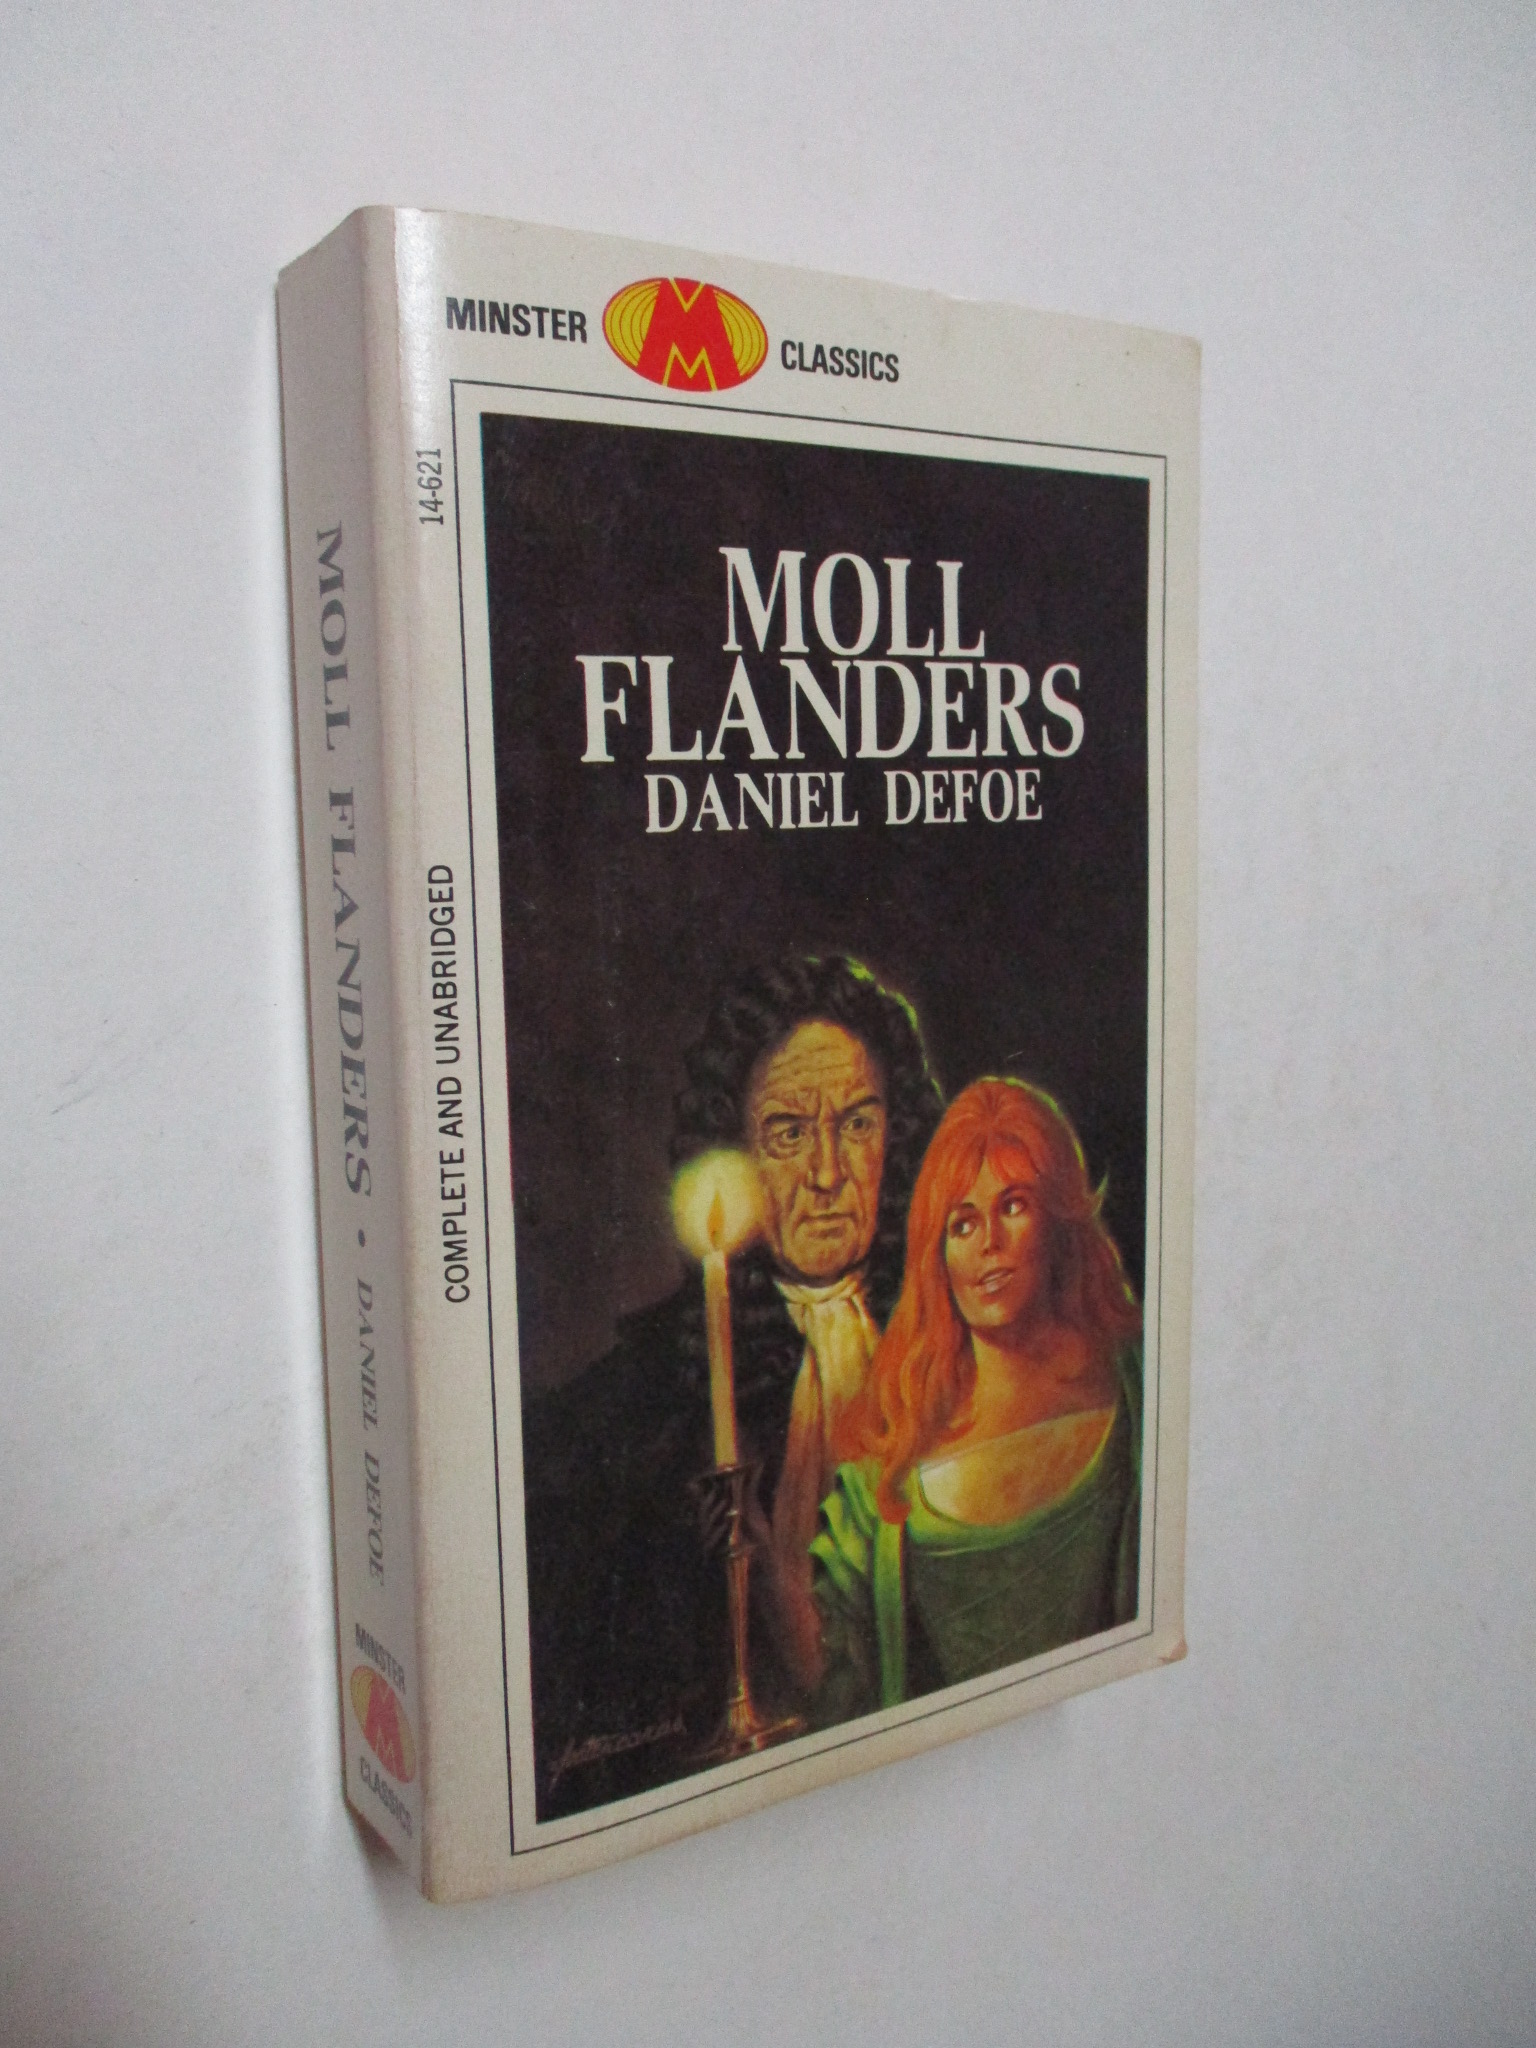 MINSTER M CLASSICS
14-621
COMPLETE AND UNABRIDGED
MOLL
FLANDERS
DANIEL DEFOE
MOLL FLANDERS • DANIEL DEFOE
MINSTER
M
CLASSICS